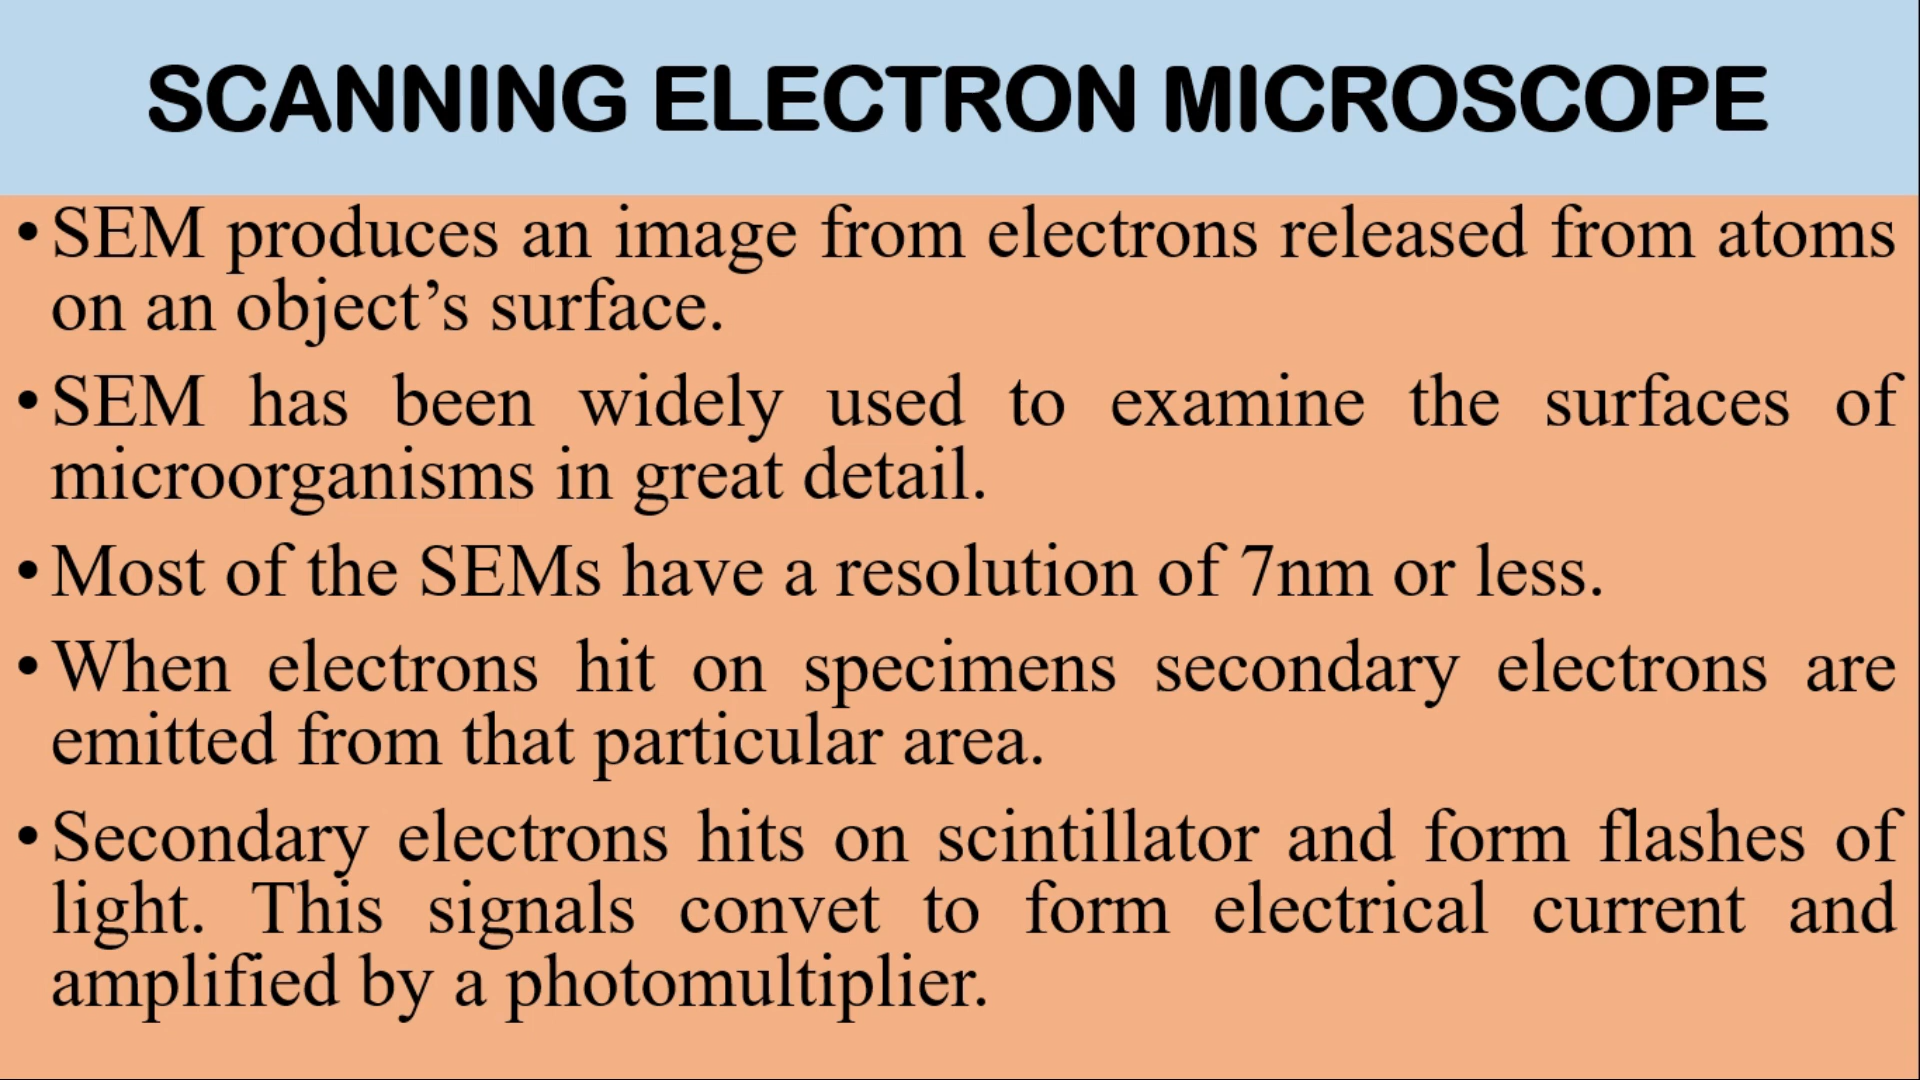 SCANNING ELECTRON MICROSCOPE
•SEM produces an image from electrons released from atoms
on an object’s surface.
•SEM has been widely used to examine the surfaces of
microorganisms in great detail.
•Most of the SEMs have a resolution of 7nm or less.
•When electrons hit on specimens secondary electrons are
emitted from that particular area.
•Secondary electrons hits on scintillator and form flashes of
light. This signals convet to form electrical current and
amplified by a photomultiplier.